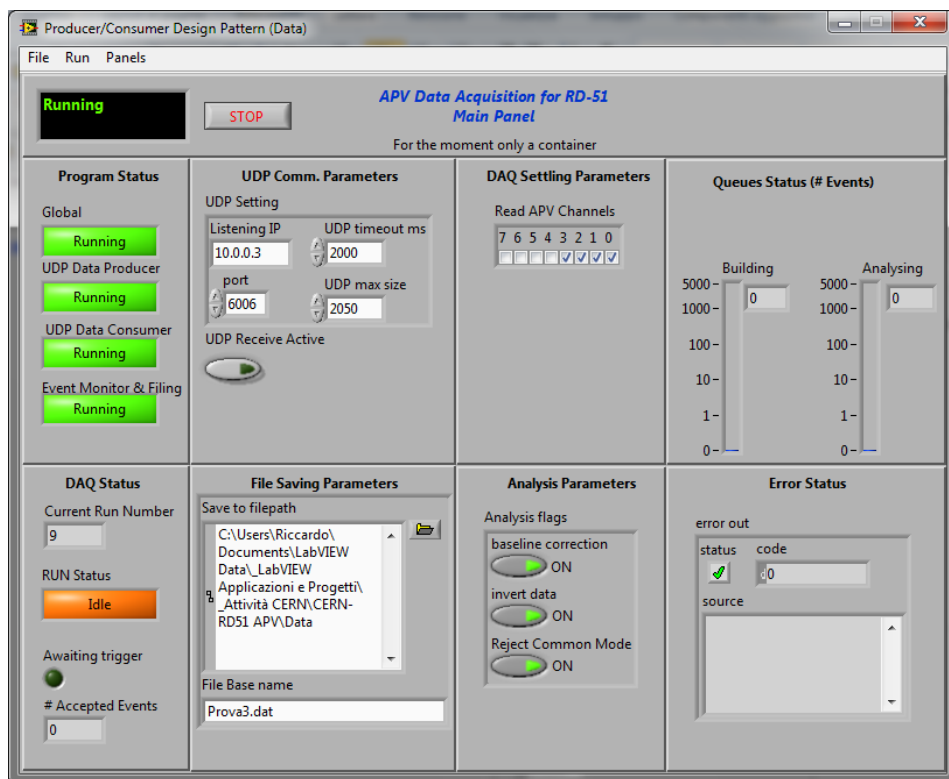 Producer/Consumer Design Pattern (Data)
File Run Panels
Running
STOP
APV Data Acquisition for RD-51
Main Panel
For the moment only a container
Program Status
Global
Running
UDP Data Producer
Running
UDP Data Consumer
Running
Event Monitor & Filing
Running
UDP Comm. Parameters
UDP Setting
Listening IP UDP timeout ms
10.0.0.3 2000
port UDP max size
6006 2050
UDP Receive Active
DAQ Settling Parameters
Read APV Channels
7 6 5 4 3 2 1 0
Queues Status (# Events)
Building Analysing
5000 5000
0 0
1000 1000
100 100
10 10
1 1
0 0
DAQ Status
Current Run Number
9
RUN Status
Idle
Awaiting trigger
# Accepted Events
0
File Saving Parameters
Save to filepath
C:\Users\Riccardo\
Documents\LabVIEW
Data\_LabVIEW
Applicazioni e Progetti\
_Attività CERN\CERN-
RD51 APV\Data
File Base name
Prova3.dat
Analysis Parameters
Analysis flags
baseline correction
ON
invert data
ON
Reject Common Mode
ON
Error Status
error out
status code
0
source